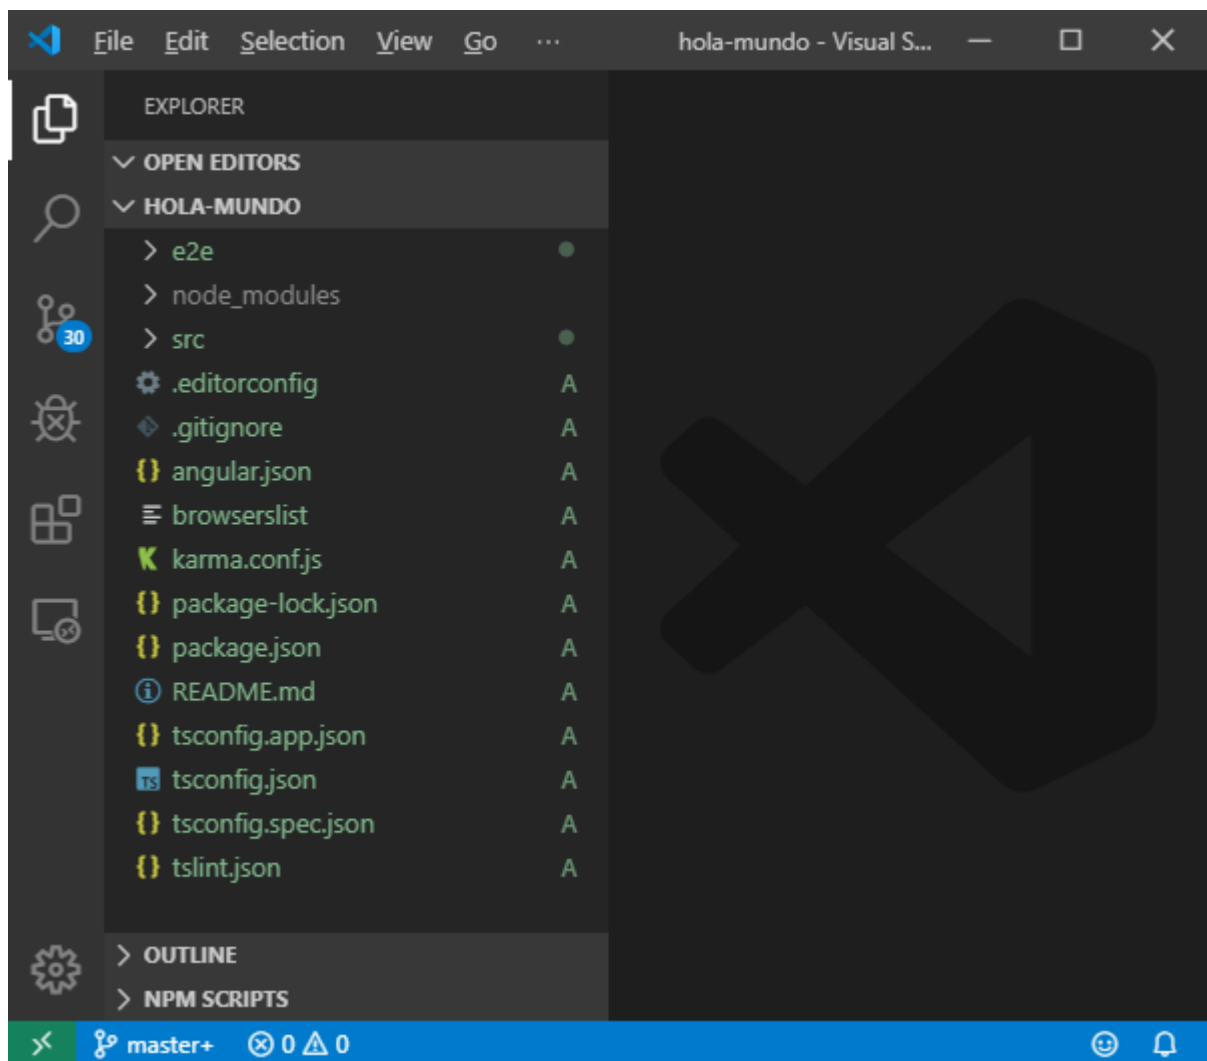 File Edit Selection View Go ··· hola-mundo - Visual S...
EXPLORER
OPEN EDITORS
HOLA-MUNDO
e2e
node_modules
src
30
.editorconfig A
.gitignore A
angular.json A
browserslist A
karma.conf.js A
package-lock.json A
package.json A
README.md A
tsconfig.app.json A
TS tsconfig.json A
tsconfig.spec.json A
tslint.json A
OUTLINE
NPM SCRIPTS
master+ 0 0